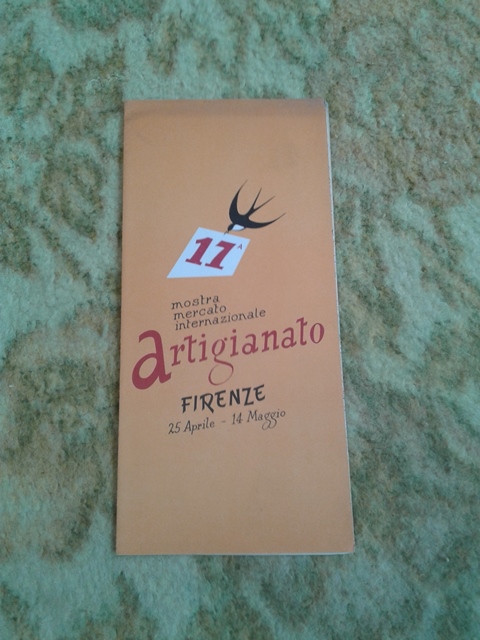 17ᴬ
mostra
mercato
internazionale
artigianato
FIRENZE
25 Aprile - 14 Maggio